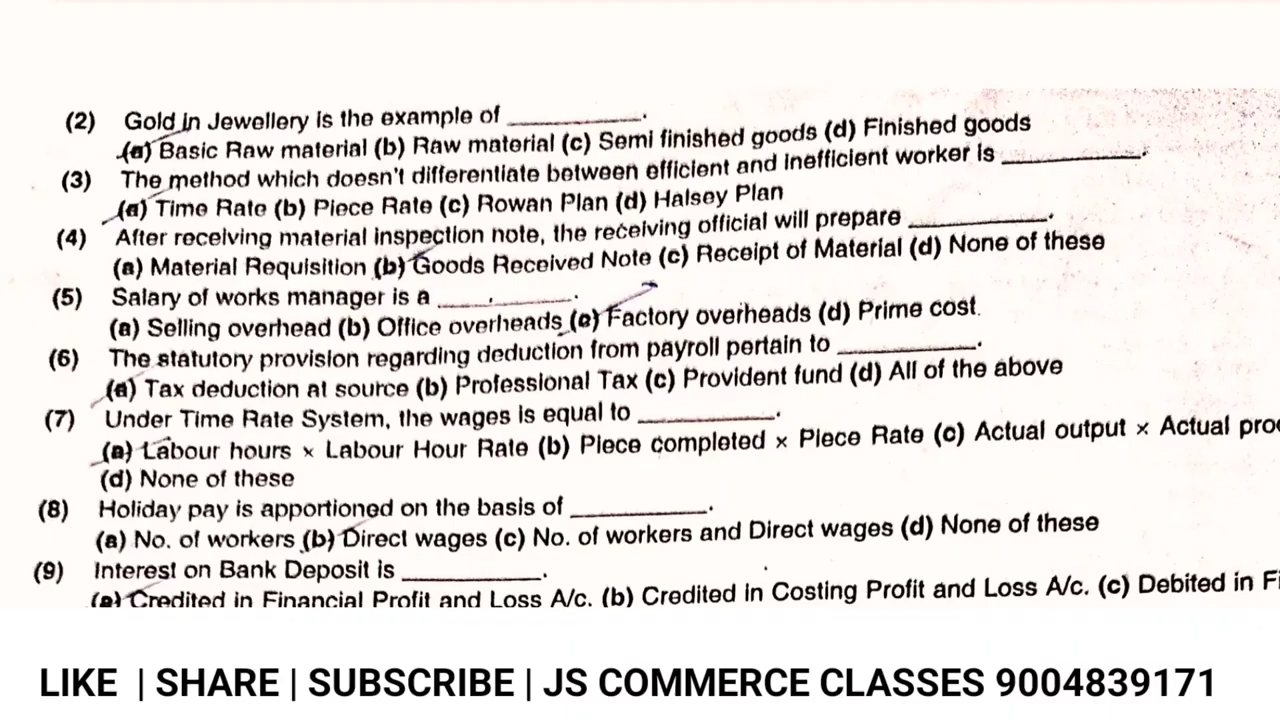 (2) Gold in Jewellery is the example of __________.
(a) Basic Raw material (b) Raw material (c) Semi finished goods (d) Finished goods
(3) The method which doesn't differentiate between efficient and inefficient worker is __________.
(a) Time Rate (b) Piece Rate (c) Rowan Plan (d) Halsey Plan
(4) After receiving material inspection note, the receiving official will prepare __________.
(a) Material Requisition (b) Goods Received Note (c) Receipt of Material (d) None of these
(5) Salary of works manager is a __________.
(a) Selling overhead (b) Office overheads (c) Factory overheads (d) Prime cost.
(6) The statutory provision regarding deduction from payroll pertain to __________.
(a) Tax deduction at source (b) Professional Tax (c) Provident fund (d) All of the above
(7) Under Time Rate System, the wages is equal to __________.
(a) Labour hours × Labour Hour Rate (b) Piece completed × Piece Rate (c) Actual output × Actual
(d) None of these
(8) Holiday pay is apportioned on the basis of __________.
(a) No. of workers (b) Direct wages (c) No. of workers and Direct wages (d) None of these
(9) Interest on Bank Deposit is __________.
(a) Credited in Financial Profit and Loss A/c. (b) Credited in Costing Profit and Loss A/c. (c) Debited in
LIKE | SHARE | SUBSCRIBE | JS COMMERCE CLASSES 9004839171